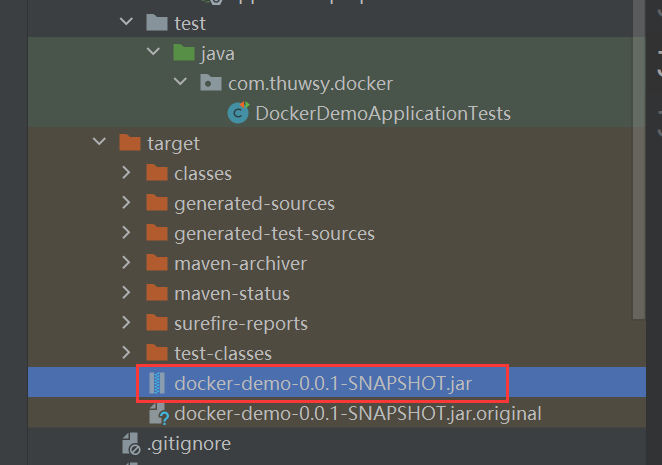 test
java
com.thuwsy.docker
DockerDemoApplicationTests
target
classes
generated-sources
generated-test-sources
maven-archiver
maven-status
surefire-reports
test-classes
docker-demo-0.0.1-SNAPSHOT.jar
docker-demo-0.0.1-SNAPSHOT.jar.original
.gitignore